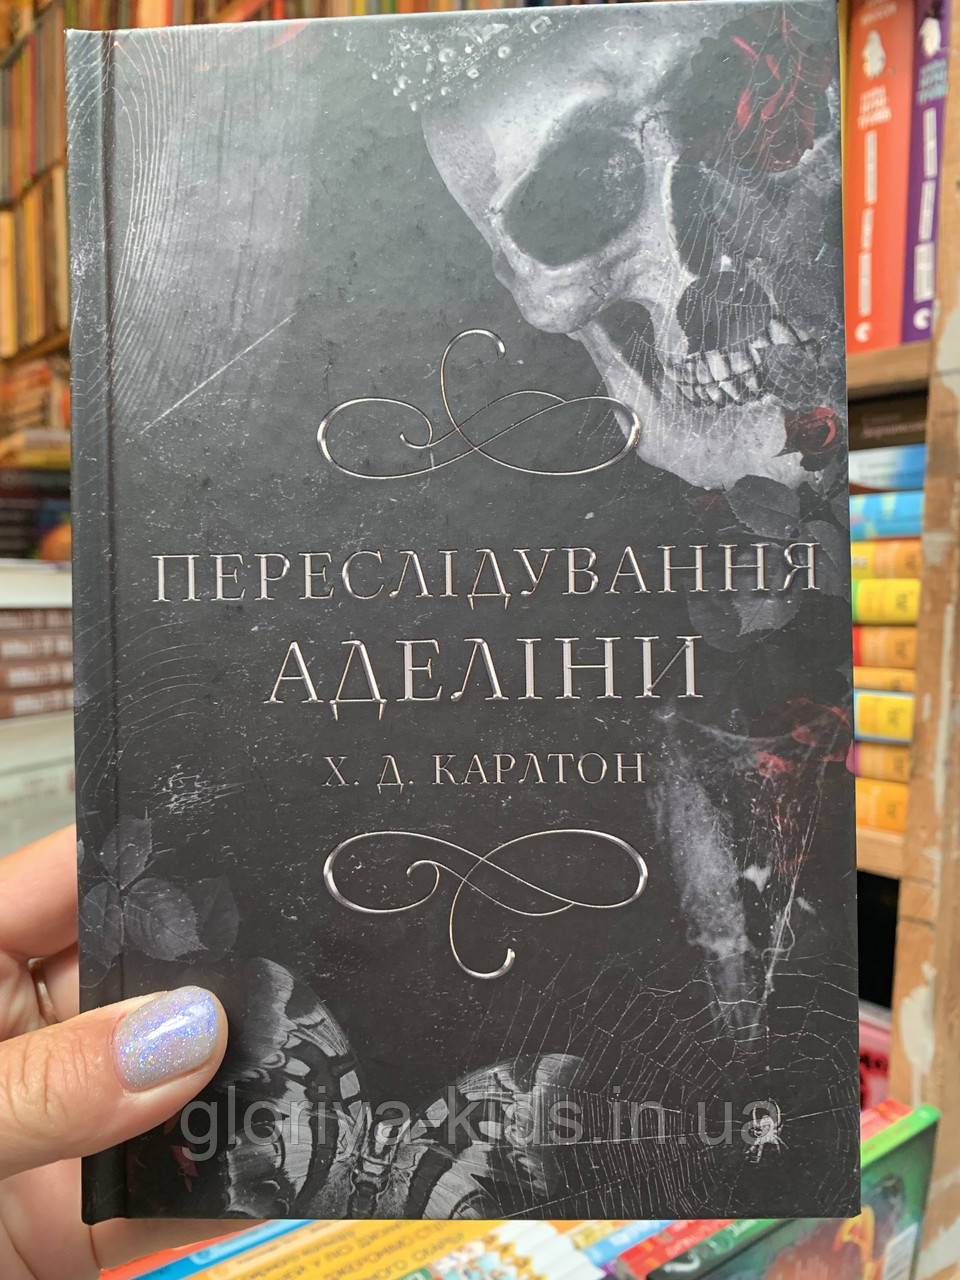 ПЕРЕСЛІДУВАННЯ
АДЕЛІНИ
Х. Д. КАРЛТОН
gloriya-kids.in.ua